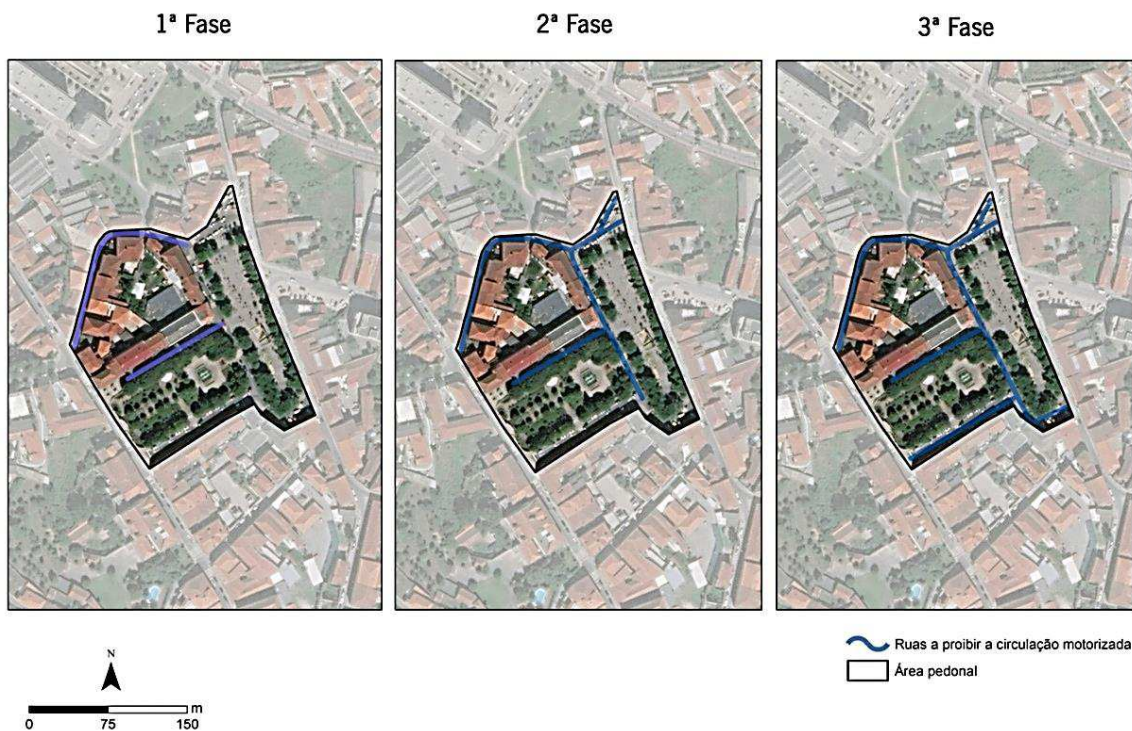 1ª Fase
2ª Fase
3ª Fase
N
m
0 75 150
Ruas a proibir a circulação motorizada
Área pedonal